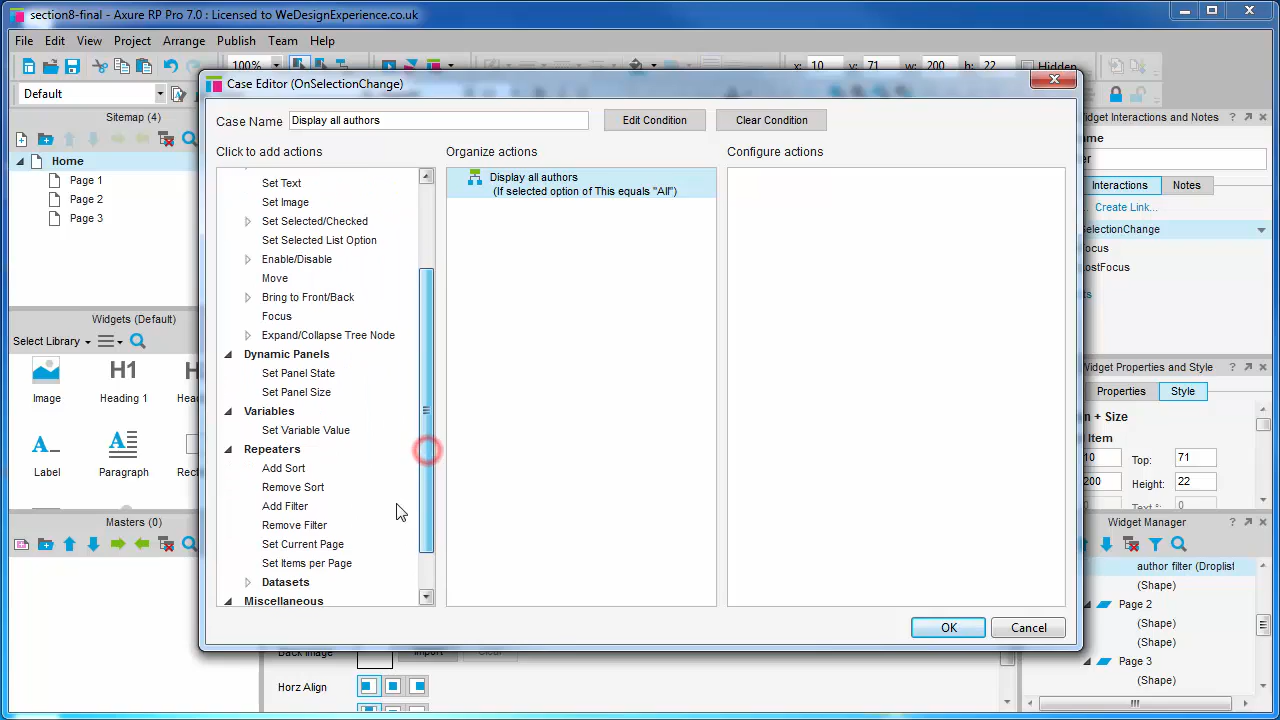 section8-final - Axure RP Pro 7.0 : Licensed to WeDesignExperience.co.uk
File Edit View Project Arrange Publish Team Help
100%
x: 10 y: 71 w: 200 h: 22 Hidden
Default
Sitemap (4)
Home
Page 1
Page 2
Page 3
Widgets (Default)
Select Library
H1
Image Heading 1
Label Paragraph
Masters (0)
Case Editor (OnSelectionChange)
Case Name Display all authors Edit Condition Clear Condition
Click to add actions Organize actions Configure actions
Set Text
Set Image
Set Selected/Checked
Set Selected List Option
Enable/Disable
Move
Bring to Front/Back
Focus
Expand/Collapse Tree Node
Dynamic Panels
Set Panel State
Set Panel Size
Variables
Set Variable Value
Repeaters
Add Sort
Remove Sort
Add Filter
Remove Filter
Set Current Page
Set Items per Page
Datasets
Miscellaneous
Display all authors
(If selected option of This equals "All")
OK Cancel
Back Image Import Clear
Horz Align
Widget Interactions and Notes
Interactions Notes
Create Link...
Widget Properties and Style
Properties Style
Top: 71
200 Height: 22
Widget Manager
author filter (Droplist
(Shape)
Page 2
(Shape)
(Shape)
Page 3
(Shape)